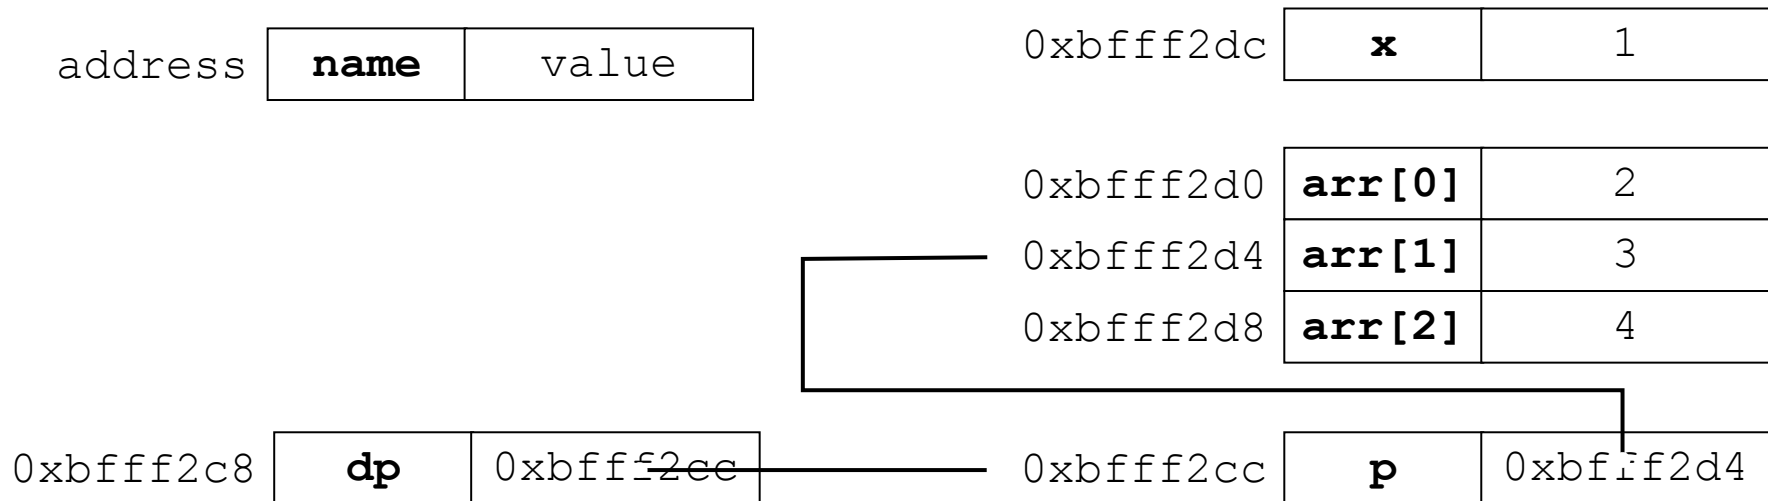 address name value
0xbfff2dc x 1
0xbfff2d0 arr[0] 2
0xbfff2d4 arr[1] 3
0xbfff2d8 arr[2] 4
0xbfff2c8 dp 0xbfff2cc
0xbfff2cc p 0xbfff2d4